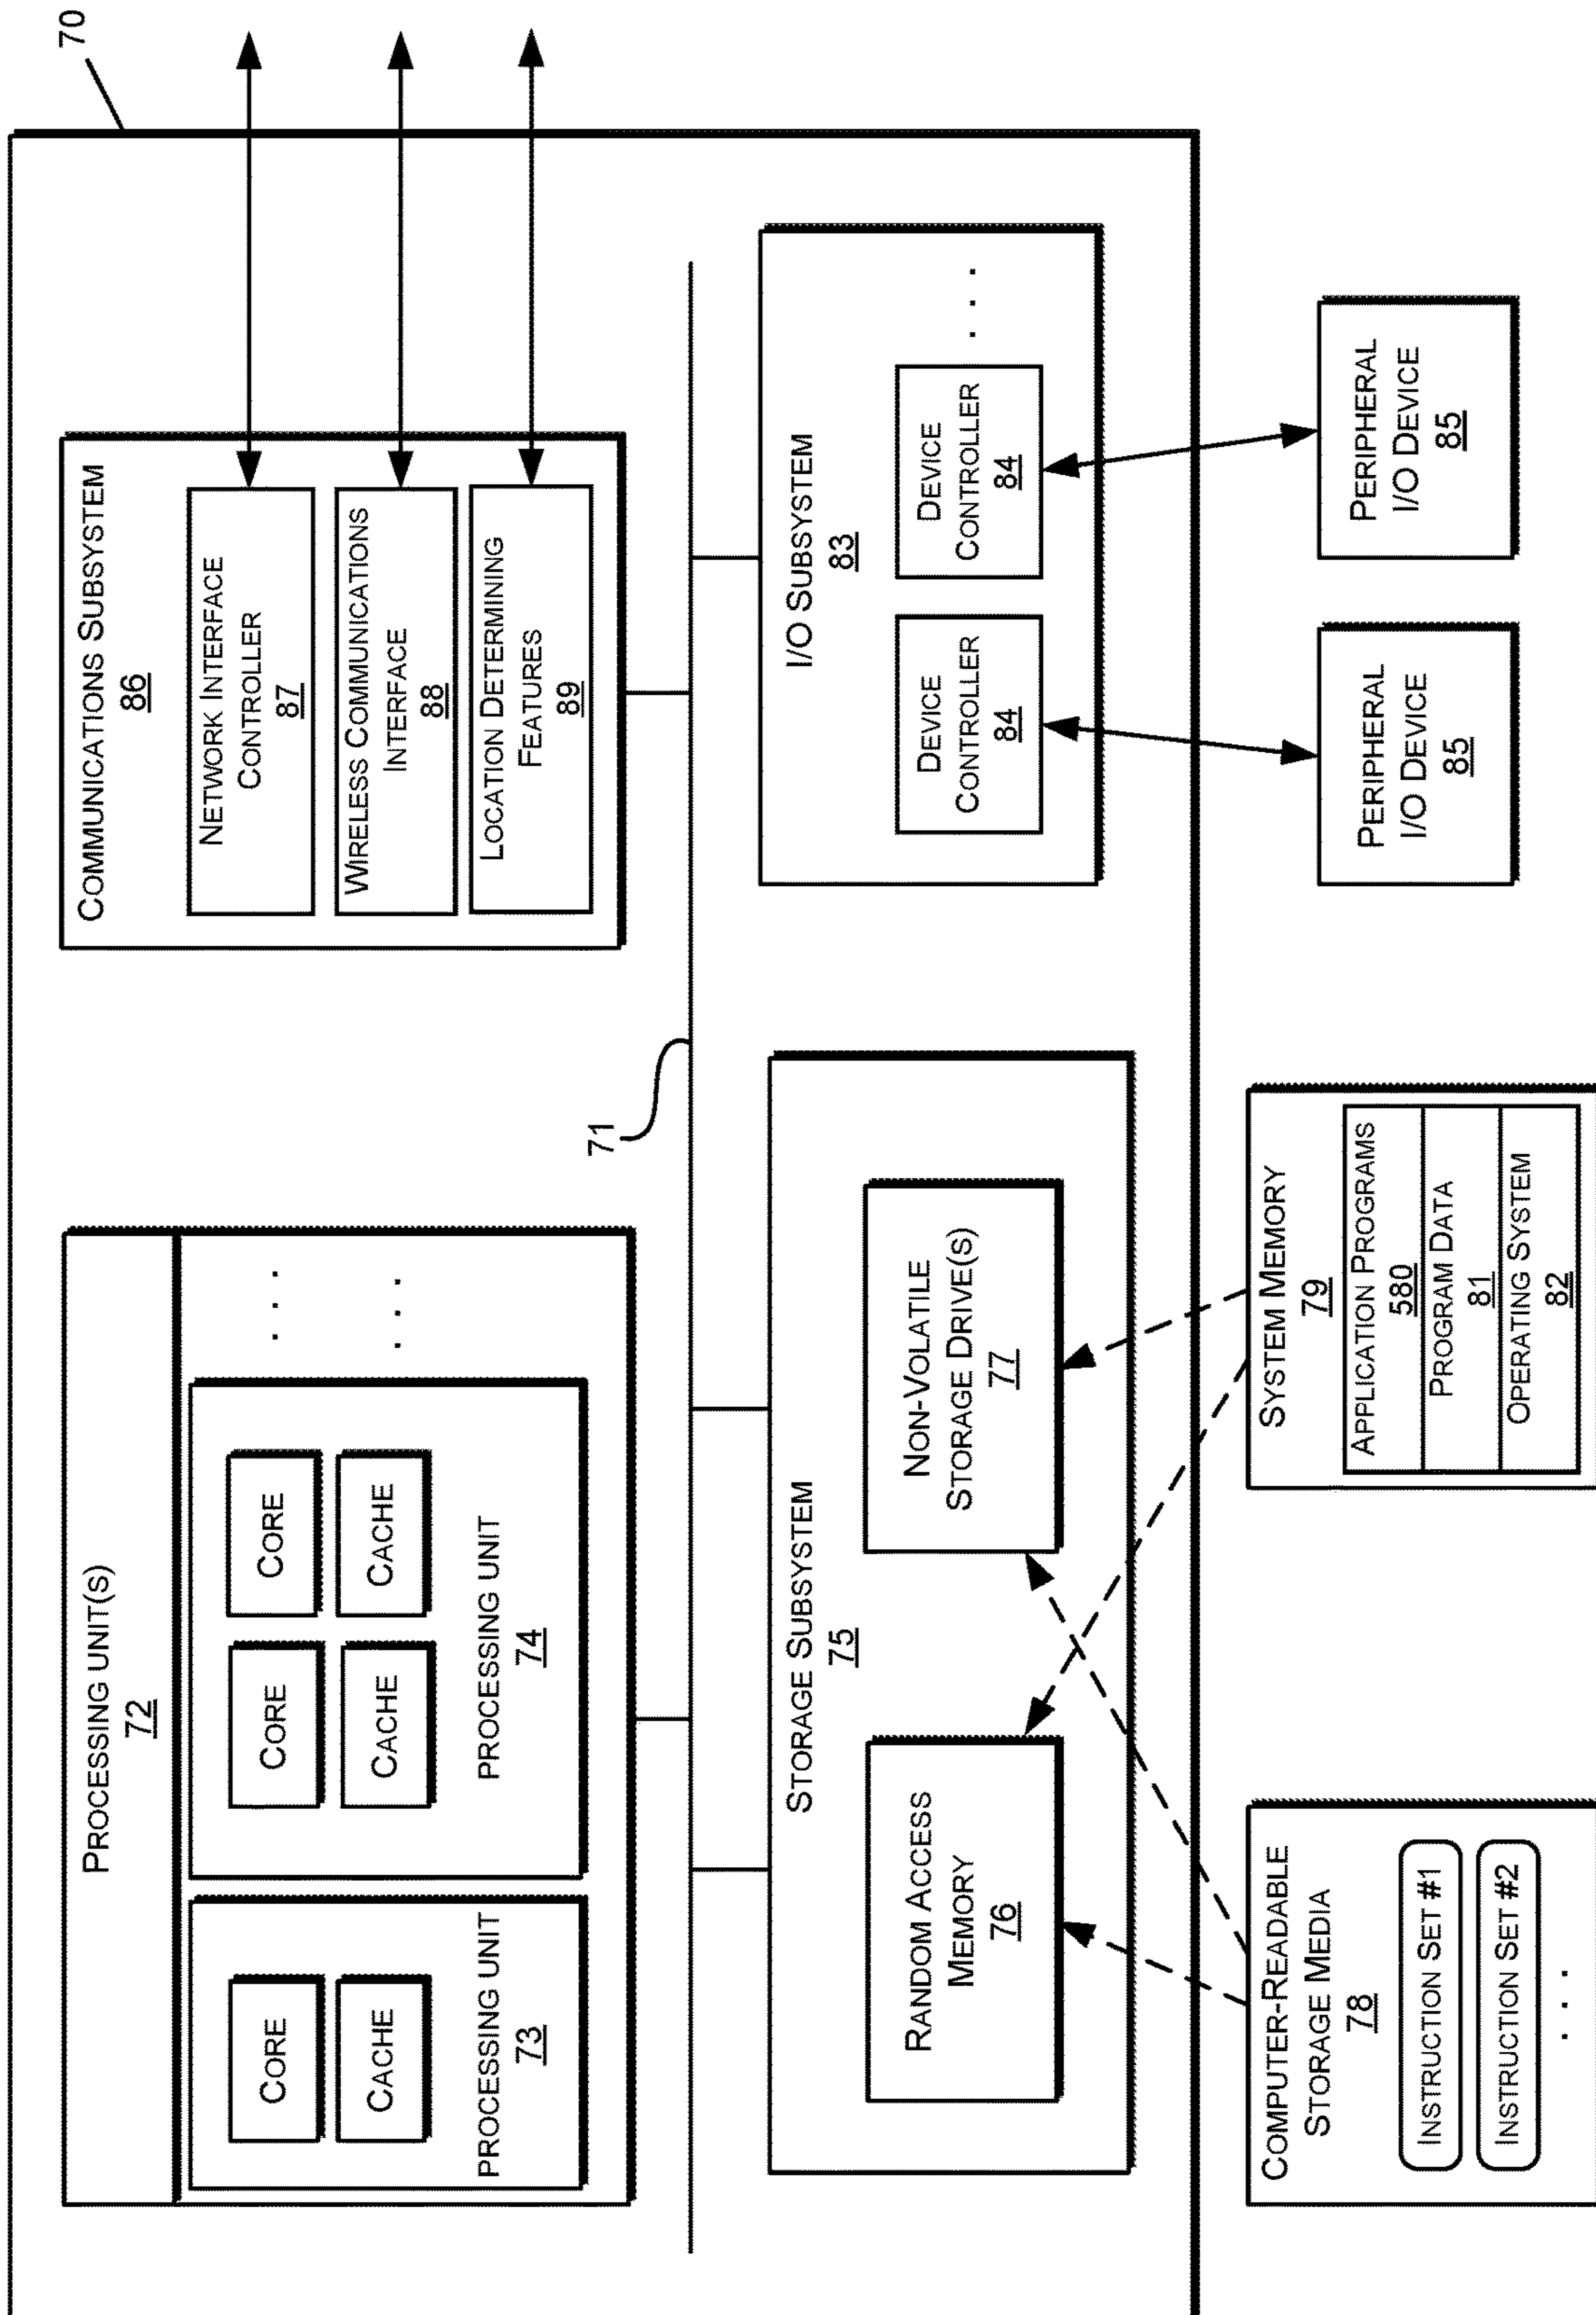 70
PROCESSING UNIT(S)
72
CORE
CACHE
PROCESSING UNIT
73
CORE
CORE
CACHE
CACHE
PROCESSING UNIT
74
. . .
. . .
COMMUNICATIONS SUBSYSTEM
86
NETWORK INTERFACE
CONTROLLER
87
WIRELESS COMMUNICATIONS
INTERFACE
88
LOCATION DETERMINING
FEATURES
89
71
STORAGE SUBSYSTEM
75
RANDOM ACCESS
MEMORY
76
NON-VOLATILE
STORAGE DRIVE(S)
77
I/O SUBSYSTEM
83
DEVICE
CONTROLLER
84
DEVICE
CONTROLLER
84
. . .
COMPUTER-READABLE
STORAGE MEDIA
78
INSTRUCTION SET #1
INSTRUCTION SET #2
. . .
SYSTEM MEMORY
79
APPLICATION PROGRAMS
580
PROGRAM DATA
81
OPERATING SYSTEM
82
PERIPHERAL
I/O DEVICE
85
PERIPHERAL
I/O DEVICE
85